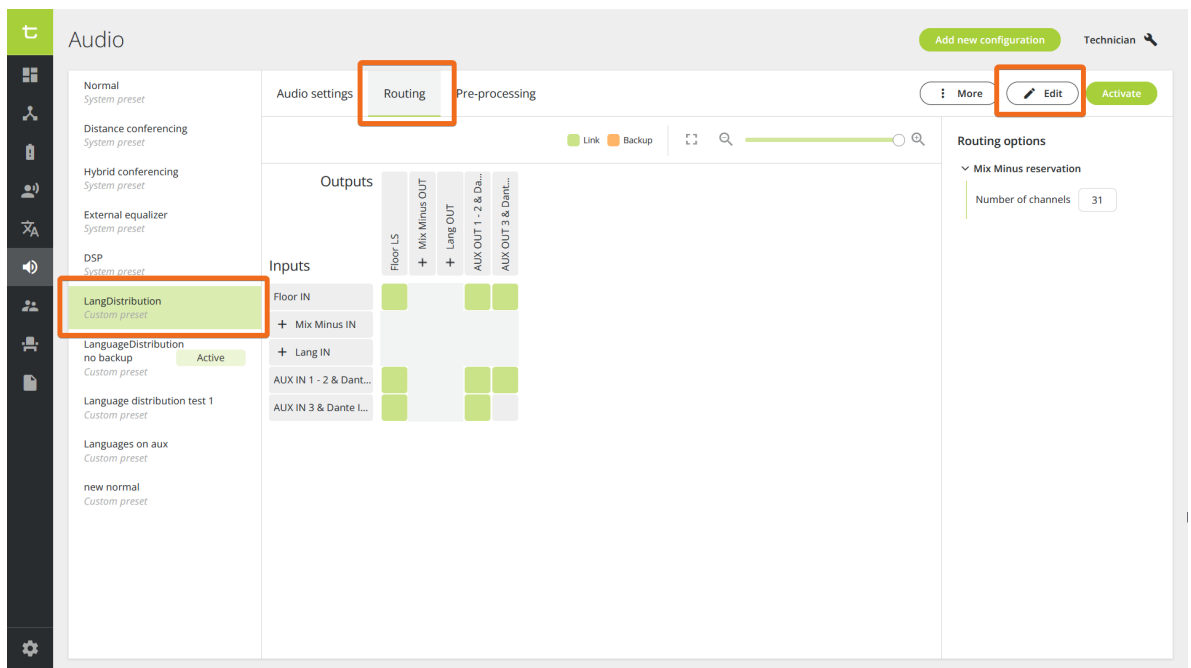 t
Audio
Add new configuration
Technician
Normal
System preset
Distance conferencing
System preset
Hybrid conferencing
System preset
External equalizer
System preset
DSP
System preset
LangDistribution
Custom preset
LanguageDistribution
no backup
Active
Custom preset
Language distribution test 1
Custom preset
Languages on aux
Custom preset
new normal
Custom preset
Audio settings
Routing
Pre-processing
More
Edit
Activate
Link
Backup
Outputs
Floor LS
+ Mix Minus OUT
+ Lang OUT
AUX OUT 1 - 2 & Da...
AUX OUT 3 & Dant...
Inputs
Floor IN
+ Mix Minus IN
+ Lang IN
AUX IN 1 - 2 & Dant...
AUX IN 3 & Dante I...
Routing options
Mix Minus reservation
Number of channels 31